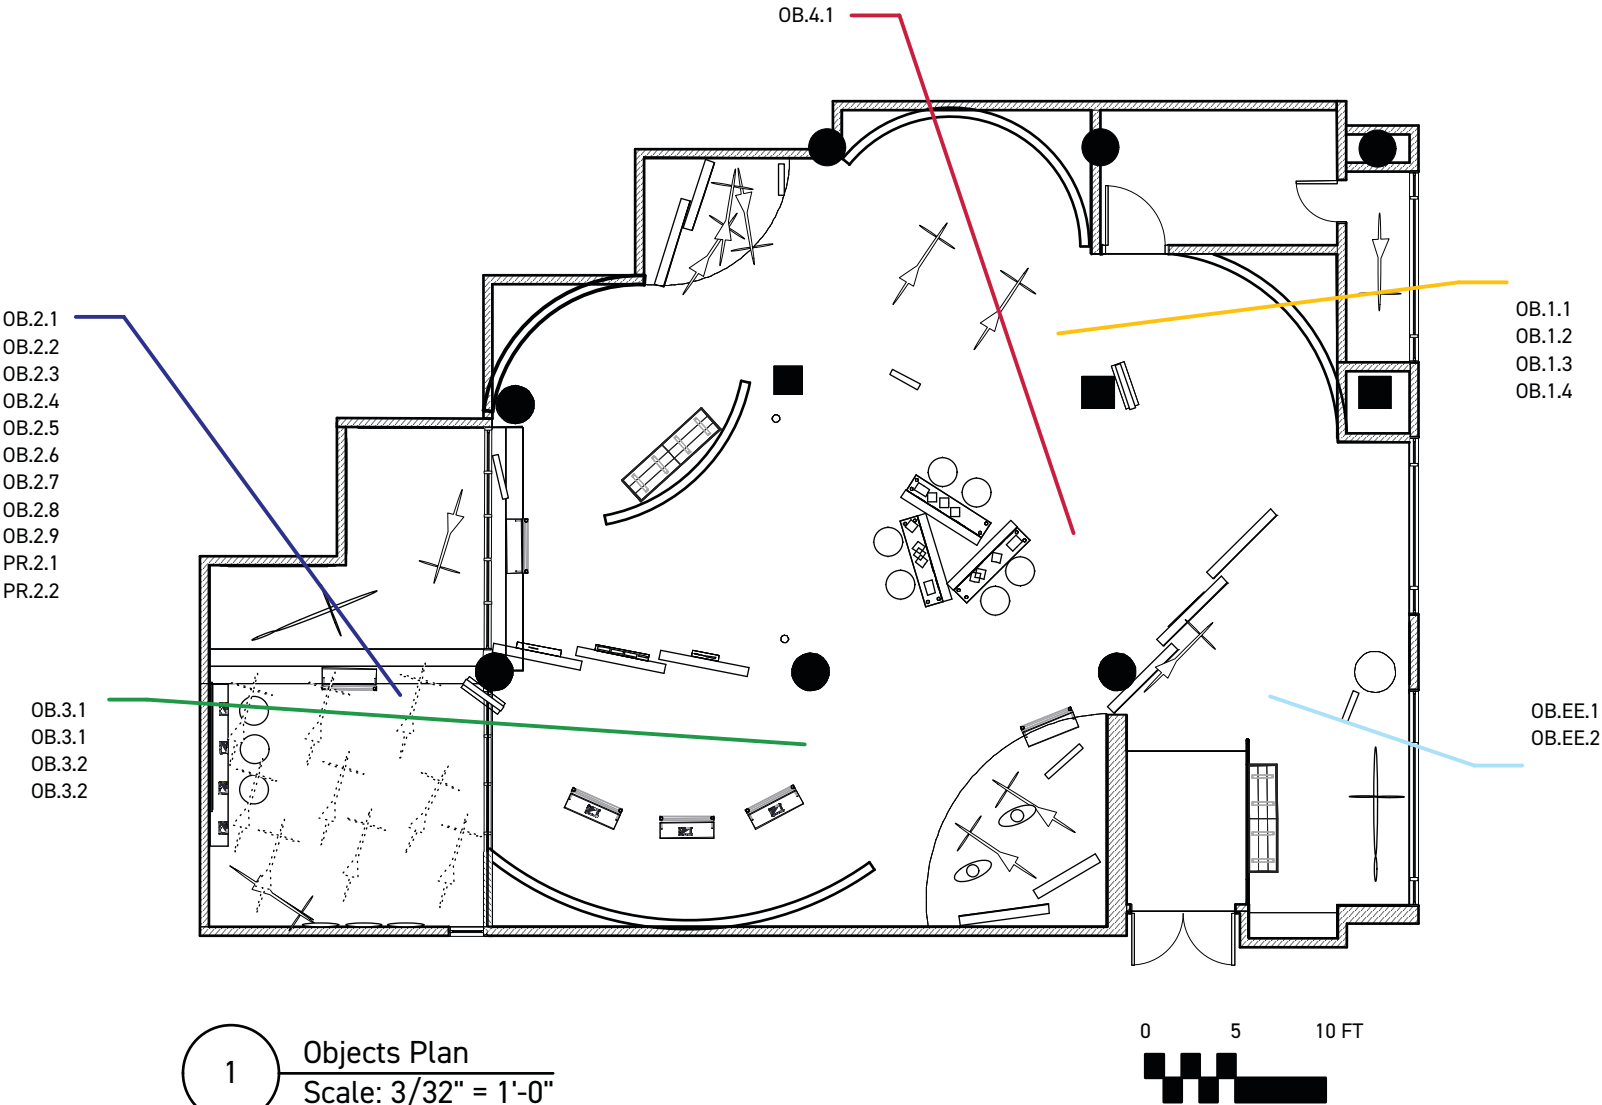 OB.4.1
OB.2.1
OB.2.2
OB.2.3
OB.2.4
OB.2.5
OB.2.6
OB.2.7
OB.2.8
OB.2.9
PR.2.1
PR.2.2
OB.1.1
OB.1.2
OB.1.3
OB.1.4
OB.3.1
OB.3.1
OB.3.2
OB.3.2
OB.EE.1
OB.EE.2
1
Objects Plan
Scale: 3/32" = 1'-0"
0 5 10 FT